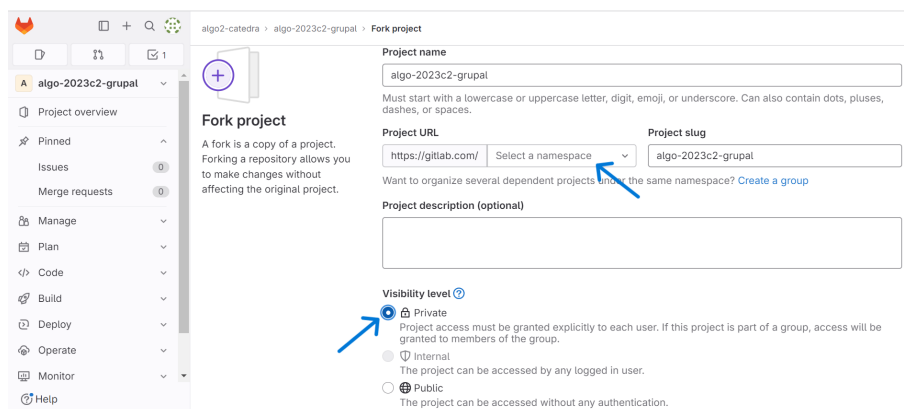 algo2-catedra > algo-2023c2-grupal > Fork project
1
A algo-2023c2-grupal
Project overview
Pinned
Issues 0
Merge requests 0
Manage
Plan
Code
Build
Deploy
Operate
Monitor
Help
Fork project
A fork is a copy of a project.
Forking a repository allows you
to make changes without
affecting the original project.
Project name
algo-2023c2-grupal
Must start with a lowercase or uppercase letter, digit, emoji, or underscore. Can also contain dots, pluses,
dashes, or spaces.
Project URL Project slug
https://gitlab.com/ Select a namespace algo-2023c2-grupal
Want to organize several dependent projects under the same namespace? Create a group
Project description (optional)
Visibility level ?
Private
Project access must be granted explicitly to each user. If this project is part of a group, access will be
granted to members of the group.
Internal
The project can be accessed by any logged in user.
Public
The project can be accessed without any authentication.